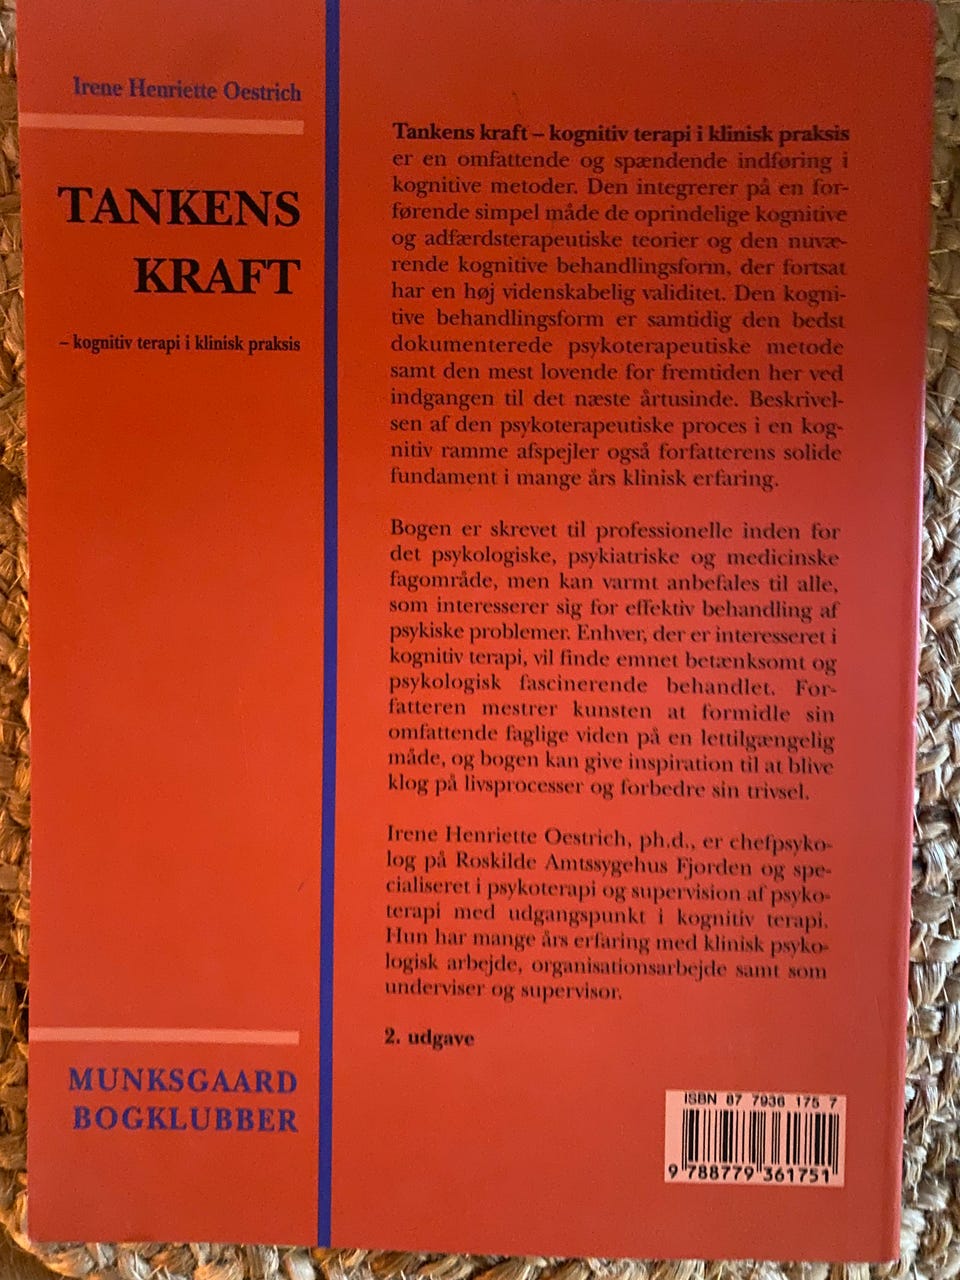 Irene Henriette Oestrich
TANKENS
KRAFT
– kognitiv terapi i klinisk praksis
MUNKSGAARD
BOGKLUBBER
Tankens kraft – kognitiv terapi i klinisk praksis
er en omfattende og spændende indføring i
kognitive metoder. Den integrerer på en for-
førende simpel måde de oprindelige kognitive
og adfærdsterapeutiske teorier og den nuvæ-
rende kognitive behandlingsform, der fortsat
har en høj videnskabelig validitet. Den kogni-
tive behandlingsform er samtidig den bedst
dokumenterede psykoterapeutiske metode
samt den mest lovende for fremtiden her ved
indgangen til det næste årtusinde. Beskrivel-
sen af den psykoterapeutiske proces i en kog-
nitiv ramme afspejler også forfatterens solide
fundament i mange års klinisk erfaring.
Bogen er skrevet til professionelle inden for
det psykologiske, psykiatriske og medicinske
fagområde, men kan varmt anbefales til alle,
som interesserer sig for effektiv behandling af
psykiske problemer. Enhver, der er interesseret i
kognitiv terapi, vil finde emnet betænksomt og
psykologisk fascinerende behandlet. For-
fatteren mestrer kunsten at formidle sin
omfattende faglige viden på en lettilgængelig
måde, og bogen kan give inspiration til at blive
klog på livsprocesser og forbedre sin trivsel.
Irene Henriette Oestrich, ph.d., er chefpsyko-
log på Roskilde Amtssygehus Fjorden og spe-
cialiseret i psykoterapi og supervision af psyko-
terapi med udgangspunkt i kognitiv terapi.
Hun har mange års erfaring med klinisk psyko-
logisk arbejde, organisationsarbejde samt som
underviser og supervisor.
2. udgave
ISBN 87 7936 175 7
9 788779 361751